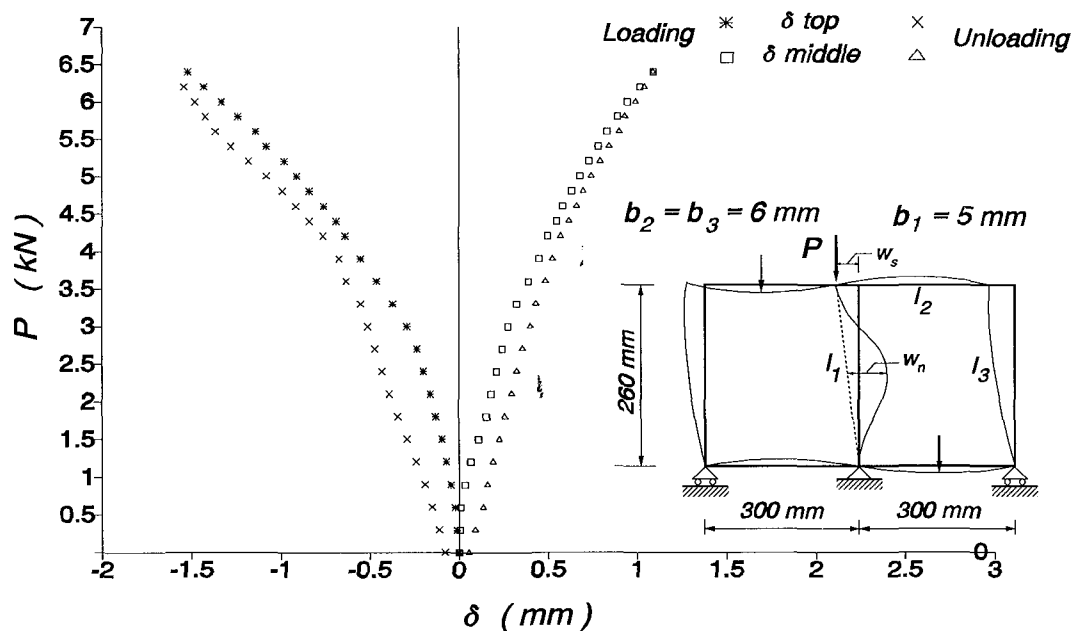 Loading * δ top × Unloading
□ δ middle △
7
6.5
6
5.5
5
4.5
4
3.5
3
2.5
2
1.5
1
0.5
0
P (kN)
-2 -1.5 -1 -0.5 0 0.5 1 1.5 2 2.5 3
δ (mm)
b₂ = b₃ = 6 mm b₁ = 5 mm
P wₛ
l₂
l₁ wₙ l₃
260 mm
300 mm 300 mm